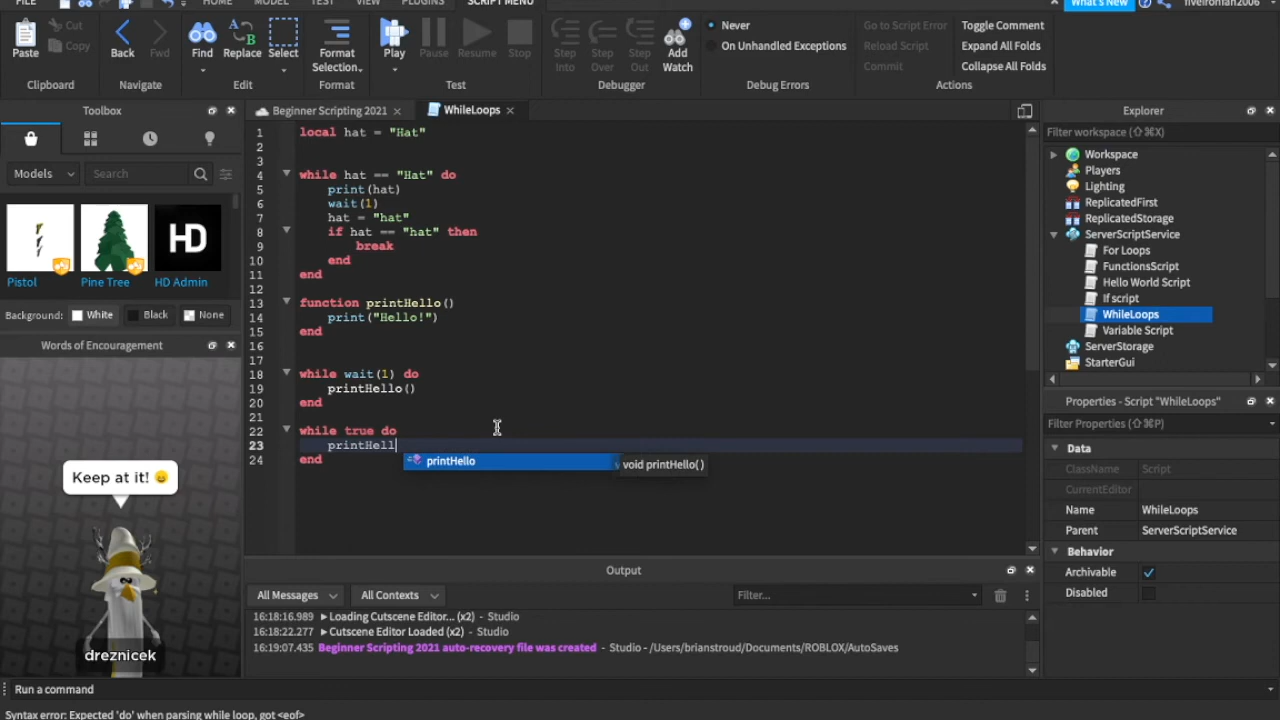 FILE HOME MODEL TEST VIEW PLUGINS SCRIPT MENU What's New fiveironfan2006
Paste Cut Copy Back Fwd Find Replace Select Format Selection Play Pause Resume Stop Step Into Step Over Step Out Add Watch Never On Unhandled Exceptions Go to Script Error Reload Script Commit Toggle Comment Expand All Folds Collapse All Folds
Clipboard Navigate Edit Format Test Debugger Debug Errors Actions
Toolbox
Models Search
HD
Pistol Pine Tree HD Admin
Background: White Black None
Words of Encouragement
Keep at it!
dreznicek
Beginner Scripting 2021 WhileLoops
1 local hat = "Hat"
2
3
4 while hat == "Hat" do
5 print(hat)
6 wait(1)
7 hat = "hat"
8 if hat == "hat" then
9 break
10 end
11 end
12
13 function printHello()
14 print("Hello!")
15 end
16
17
18 while wait(1) do
19 printHello()
20 end
21
22 while true do
23 printHell
24 end
printHello void printHello()
Output
All Messages All Contexts Filter...
16:18:16.989 Loading Cutscene Editor... (x2) - Studio
16:18:22.277 Cutscene Editor Loaded (x2) - Studio
16:19:07.435 Beginner Scripting 2021 auto-recovery file was created - Studio - /Users/brianstroud/Documents/ROBLOX/AutoSaves
Explorer
Filter workspace (⇧⌘X)
Workspace
Players
Lighting
ReplicatedFirst
ReplicatedStorage
ServerScriptService
For Loops
FunctionsScript
Hello World Script
If script
WhileLoops
Variable Script
ServerStorage
StarterGui
Properties - Script "WhileLoops"
Filter Properties (⇧⌘P)
Data
ClassName Script
CurrentEditor
Name WhileLoops
Parent ServerScriptService
Behavior
Archivable
Disabled
Run a command
Syntax error: Expected 'do' when parsing while loop, got <eof>